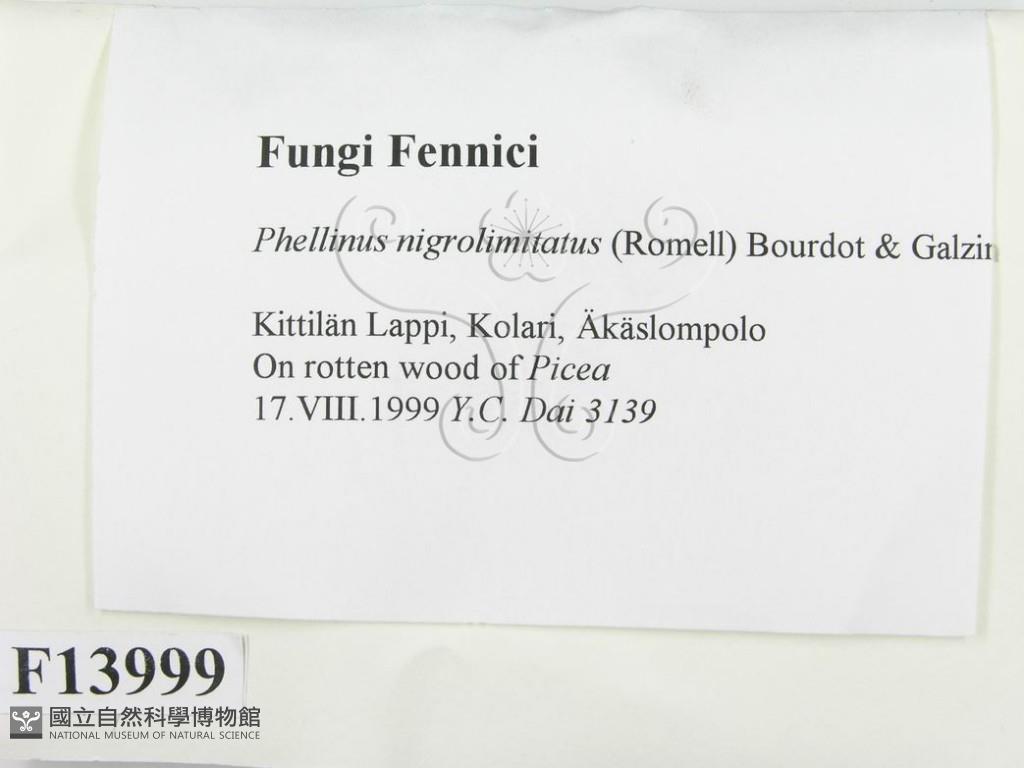 Fungi Fennici
Phellinus nigrolimitatus (Romell) Bourdot & Galzin
Kittilän Lappi, Kolari, Äkäslompolo
On rotten wood of Picea
17.VIII.1999 Y.C. Dai 3139
F13999
國立自然科學博物館
NATIONAL MUSEUM OF NATURAL SCIENCE